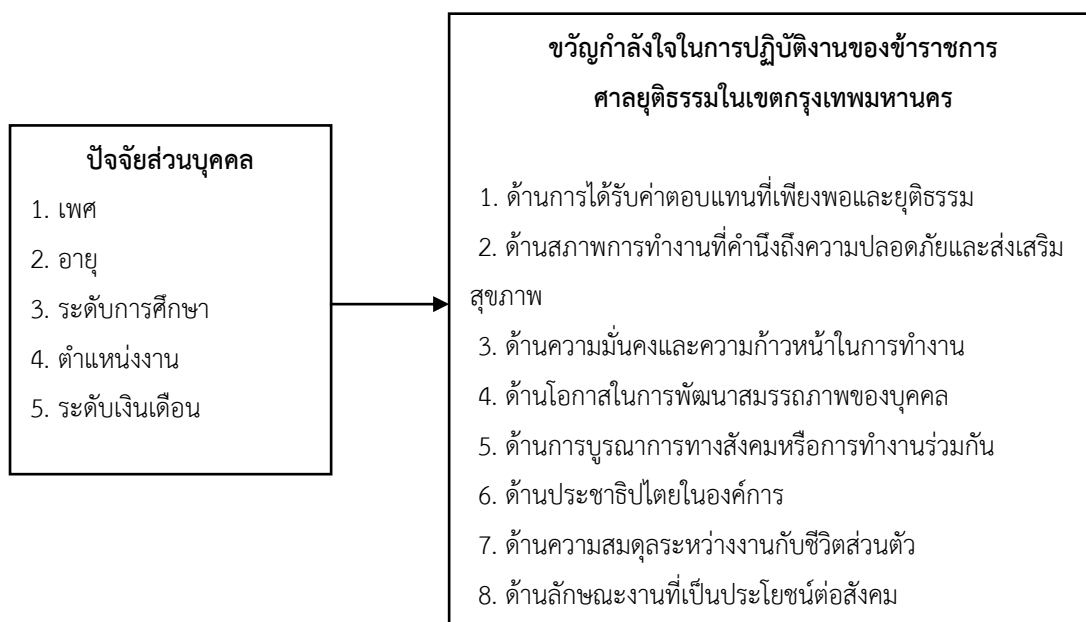 ปัจจัยส่วนบุคคล
1. เพศ
2. อายุ
3. ระดับการศึกษา
4. ตำแหน่งงาน
5. ระดับเงินเดือน
ขวัญกำลังใจในการปฏิบัติงานของข้าราชการ
ศาลยุติธรรมในเขตกรุงเทพมหานคร
1. ด้านการได้รับค่าตอบแทนที่เพียงพอและยุติธรรม
2. ด้านสภาพการทำงานที่คำนึงถึงความปลอดภัยและส่งเสริม
สุขภาพ
3. ด้านความมั่นคงและความก้าวหน้าในการทำงาน
4. ด้านโอกาสในการพัฒนาสมรรถภาพของบุคคล
5. ด้านการบูรณาการทางสังคมหรือการทำงานร่วมกัน
6. ด้านประชาธิปไตยในองค์การ
7. ด้านความสมดุลระหว่างงานกับชีวิตส่วนตัว
8. ด้านลักษณะงานที่เป็นประโยชน์ต่อสังคม